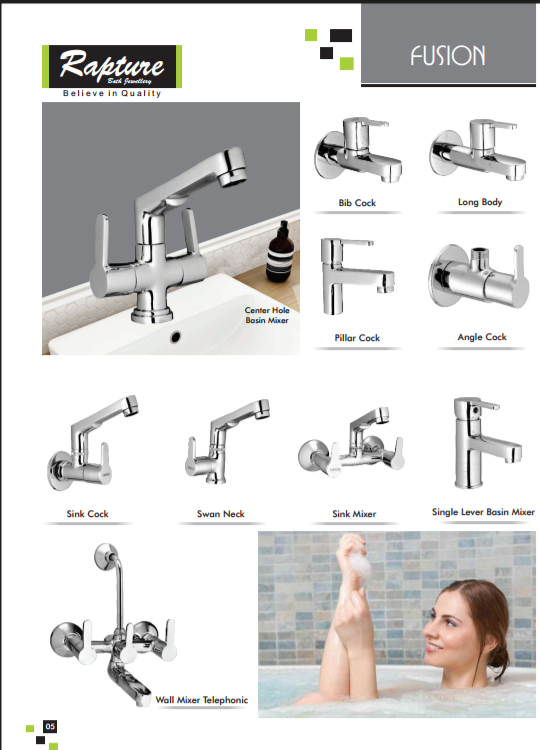 FUSION
Rapture
Bath Jewellery
Believe in Quality
Center Hole
Basin Mixer
Bib Cock
Long Body
Pillar Cock
Angle Cock
Sink Cock
Swan Neck
Sink Mixer
Single Lever Basin Mixer
Wall Mixer Telephonic
05